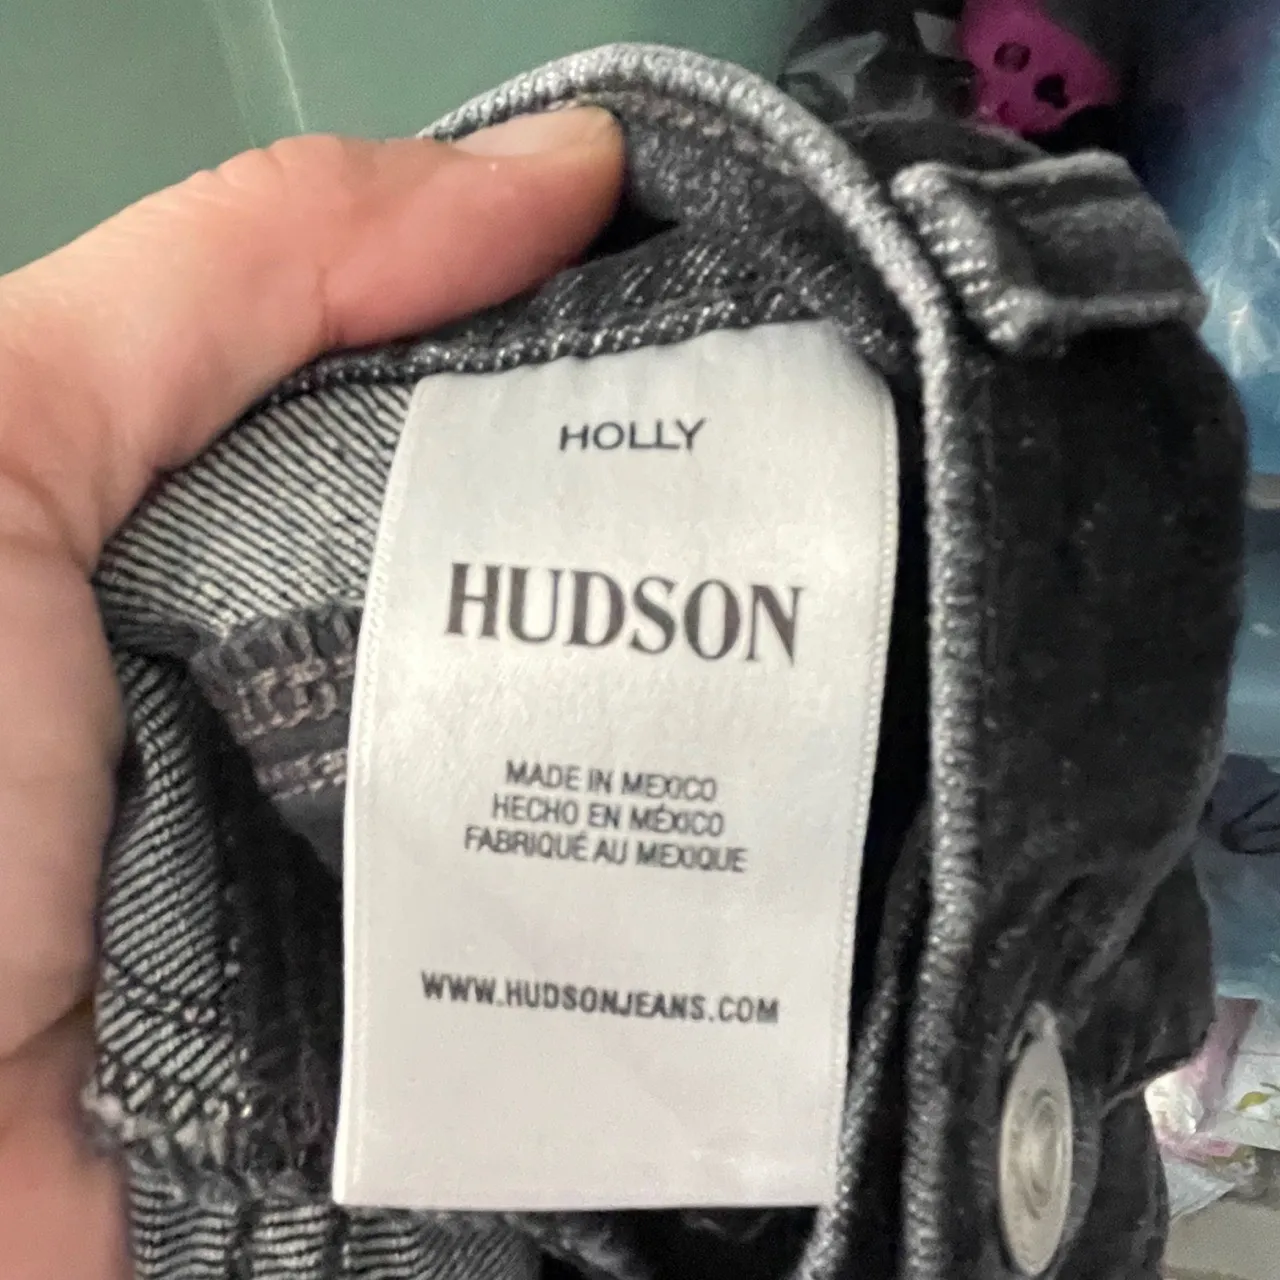 HOLLY
HUDSON
MADE IN MEXICO
HECHO EN MÉXICO
FABRIQUÉ AU MEXIQUE
WWW.HUDSONJEANS.COM